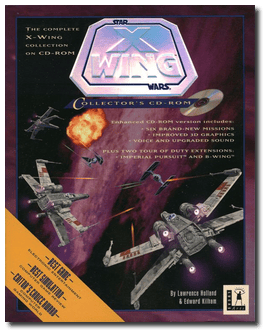 THE COMPLETE
X-WING
COLLECTION
ON CD-ROM
STAR
X
WING
WARS
COLLECTOR'S CD-ROM
Enhanced CD-ROM version includes:
• SIX BRAND-NEW MISSIONS
• IMPROVED 3D GRAPHICS
• VOICE AND UPGRADED SOUND
PLUS TWO TOUR OF DUTY EXTENSIONS:
• IMPERIAL PURSUIT AND B-WING
BEST GAME
BEST SIMULATION
CRITIC'S CHOICE AWARD
By Lawrence Holland
& Edward Kilham